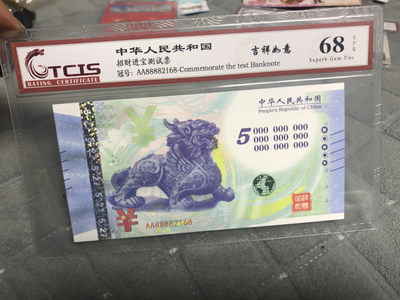 TCIS
RATING CERTIFICATE
中华人民共和国
招财进宝测试票
冠号: AA88882168-Commemorate the test Banknote
吉祥如意
68
EPQ
Superb Gem Unc
中华人民共和国
People's Republic of China
5 000 000 000
000 000 000
000 000 000
¥
AA88882168